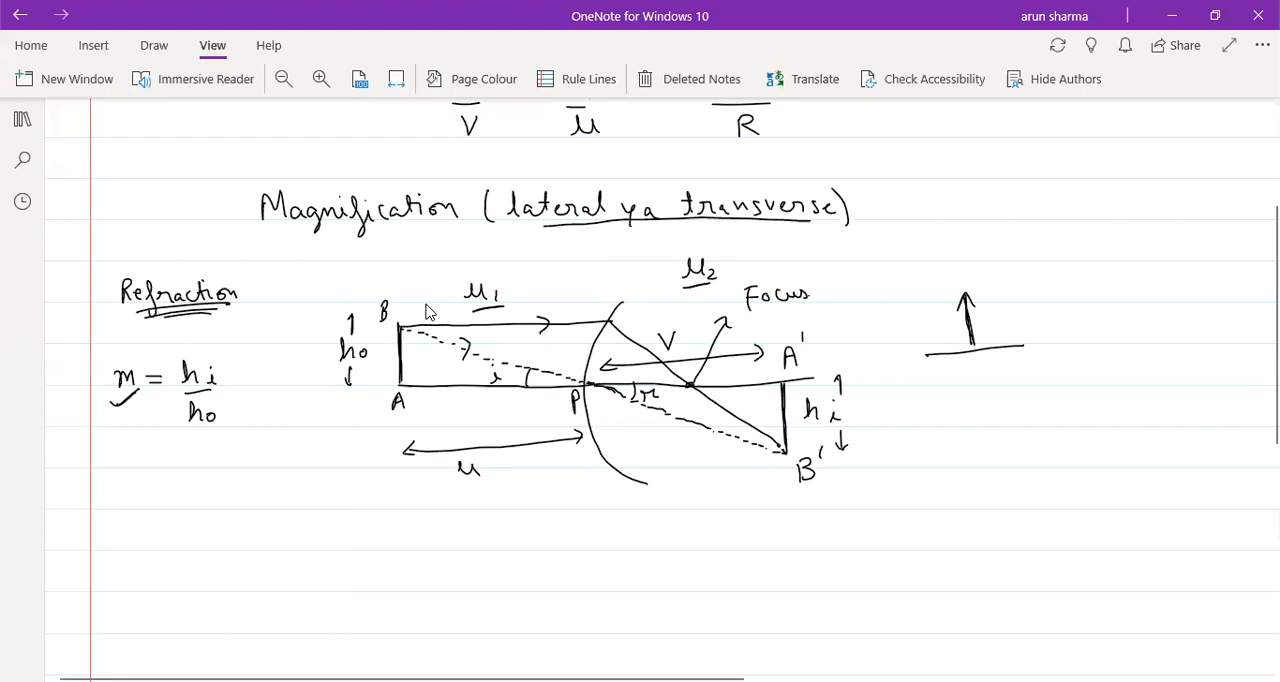 OneNote for Windows 10
arun sharma
Home Insert Draw View Help
Share
New Window Immersive Reader Page Colour Rule Lines Deleted Notes Translate Check Accessibility Hide Authors
V μ R
Magnification (lateral ya transverse)
Refraction
B μ1 μ2 Focus
ho V A'
m = hi
ho
A i P r hi
u B'